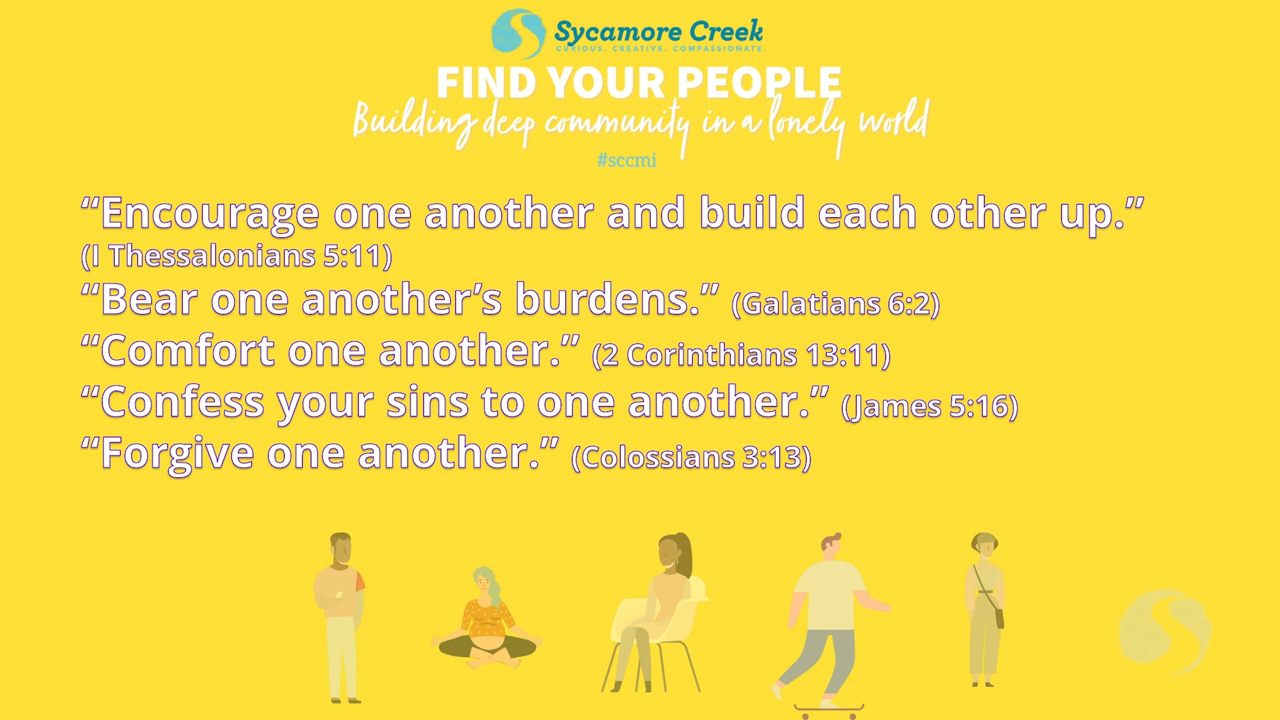 Sycamore Creek
CURIOUS. CREATIVE. COMPASSIONATE.
FIND YOUR PEOPLE
Building deep community in a lonely world
#sccmi
“Encourage one another and build each other up.”
(I Thessalonians 5:11)
“Bear one another’s burdens.” (Galatians 6:2)
“Comfort one another.” (2 Corinthians 13:11)
“Confess your sins to one another.” (James 5:16)
“Forgive one another.” (Colossians 3:13)